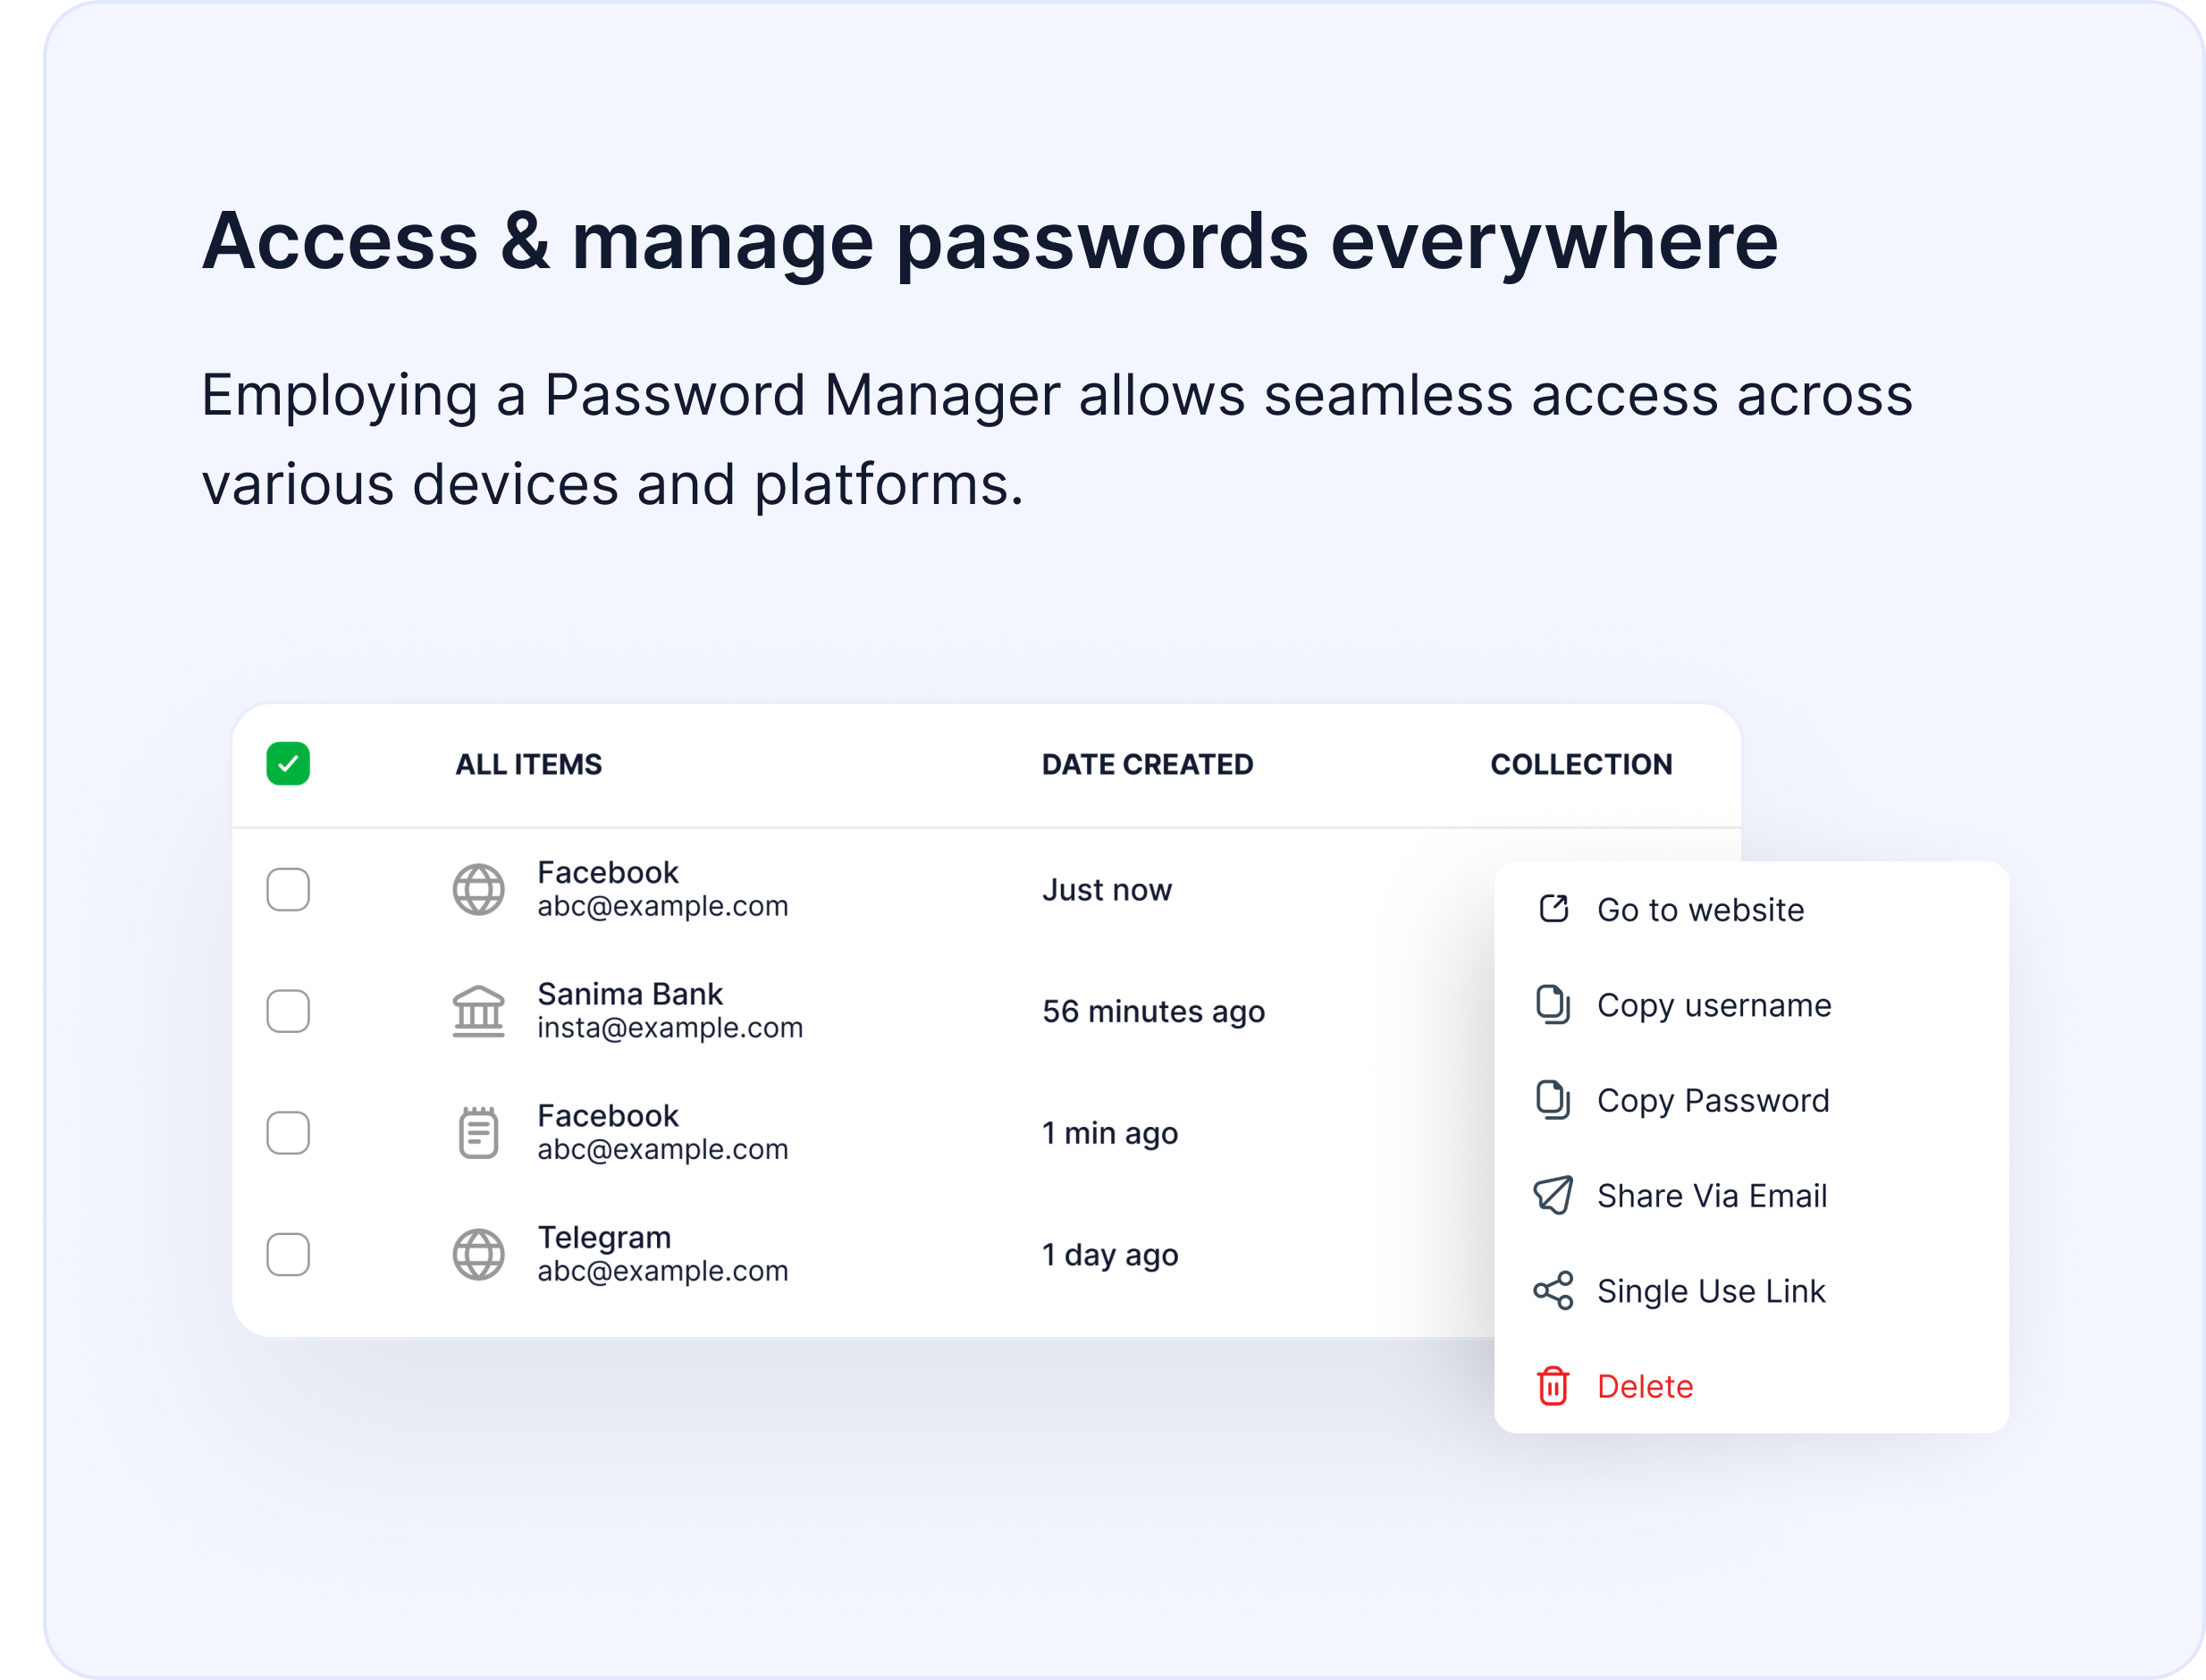 Access & manage passwords everywhere
Employing a Password Manager allows seamless access across
various devices and platforms.
ALL ITEMS DATE CREATED COLLECTION
Facebook
abc@example.com
Just now
Sanima Bank
insta@example.com
56 minutes ago
Facebook
abc@example.com
1 min ago
Telegram
abc@example.com
1 day ago
Go to website
Copy username
Copy Password
Share Via Email
Single Use Link
Delete